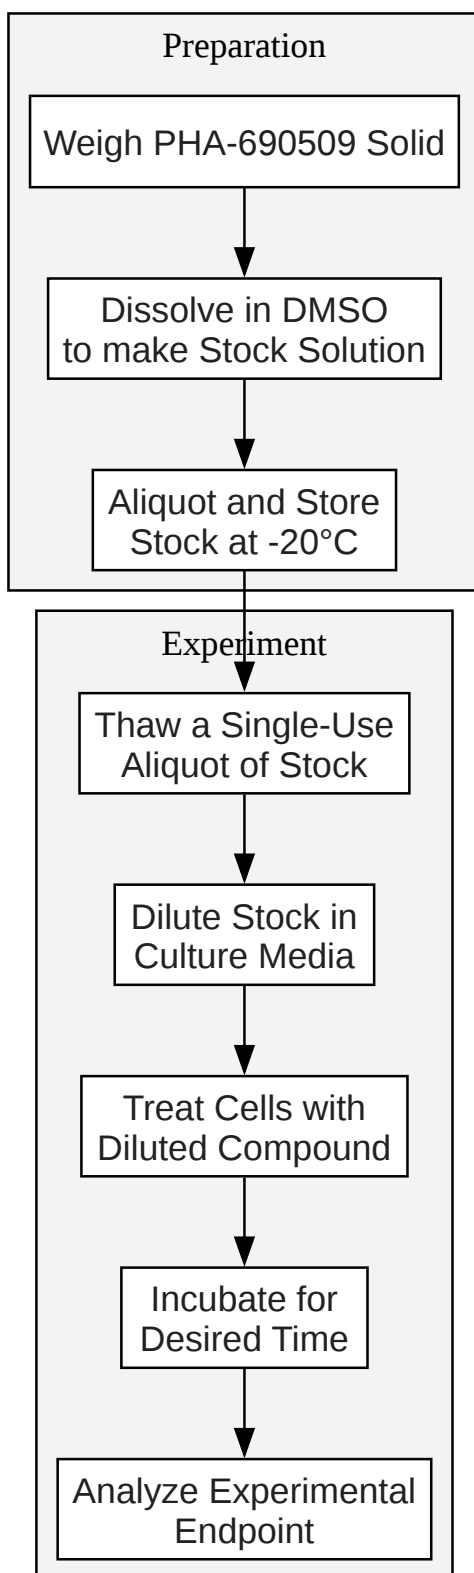 Preparation
Weigh PHA-690509 Solid
Dissolve in DMSO
to make Stock Solution
Aliquot and Store
Stock at -20°C
Experiment
Thaw a Single-Use
Aliquot of Stock
Dilute Stock in
Culture Media
Treat Cells with
Diluted Compound
Incubate for
Desired Time
Analyze Experimental
Endpoint